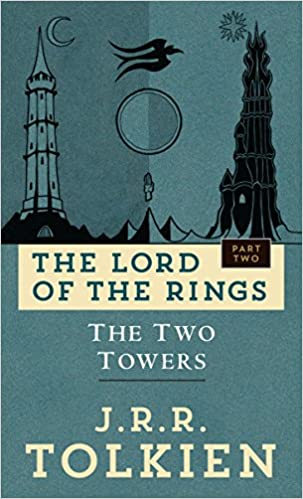 PART
TWO
THE LORD
OF THE RINGS
THE TWO
TOWERS
J.R.R.
TOLKIEN